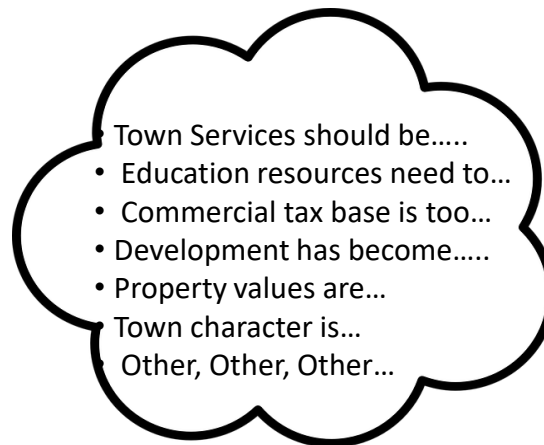 • Town Services should be…..
• Education resources need to…
• Commercial tax base is too…
• Development has become…..
• Property values are…
• Town character is…
• Other, Other, Other…